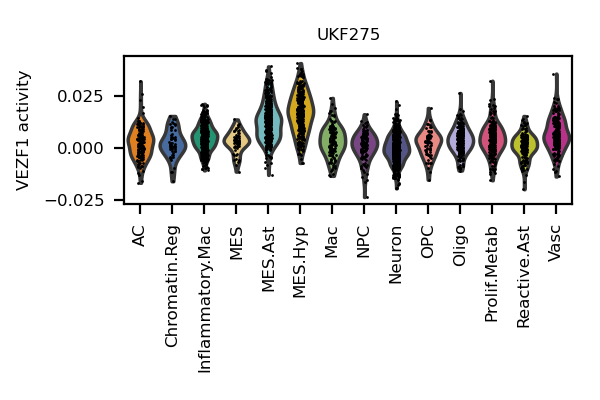 UKF275
VEZF1 activity
0.025
0.000
−0.025
AC
Chromatin.Reg
Inflammatory.Mac
MES
MES.Ast
MES.Hyp
Mac
NPC
Neuron
OPC
Oligo
Prolif.Metab
Reactive.Ast
Vasc